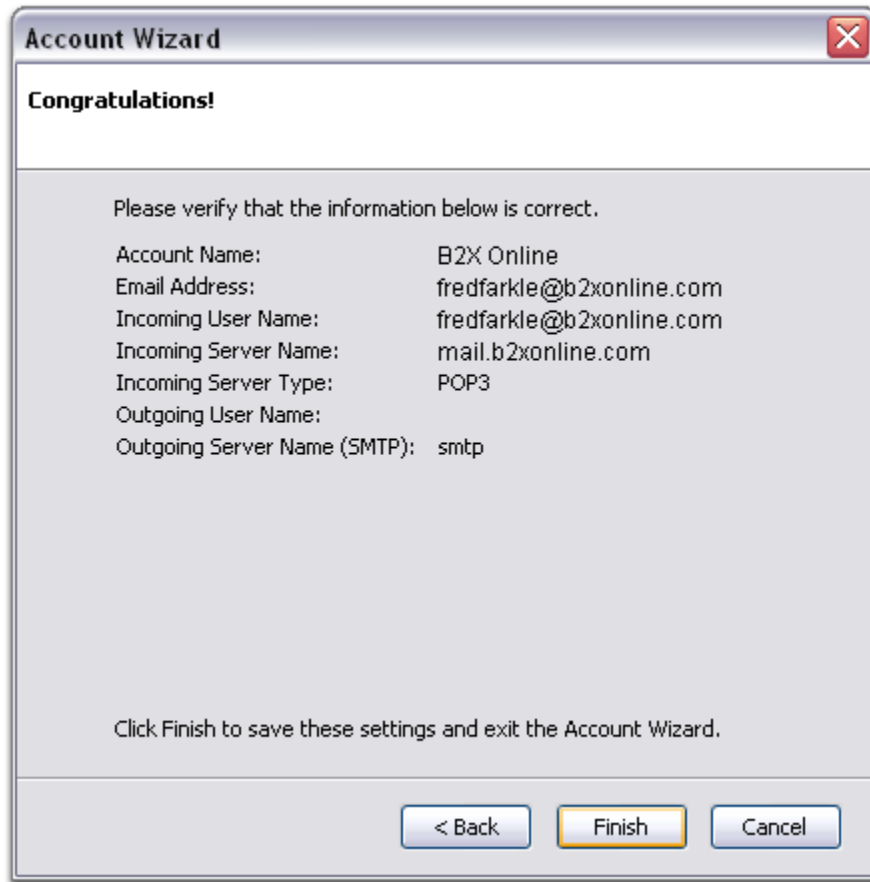 Account Wizard
Congratulations!
Please verify that the information below is correct.
Account Name: B2X Online
Email Address: fredfarkle@b2xonline.com
Incoming User Name: fredfarkle@b2xonline.com
Incoming Server Name: mail.b2xonline.com
Incoming Server Type: POP3
Outgoing User Name:
Outgoing Server Name (SMTP): smtp
Click Finish to save these settings and exit the Account Wizard.
< Back Finish Cancel